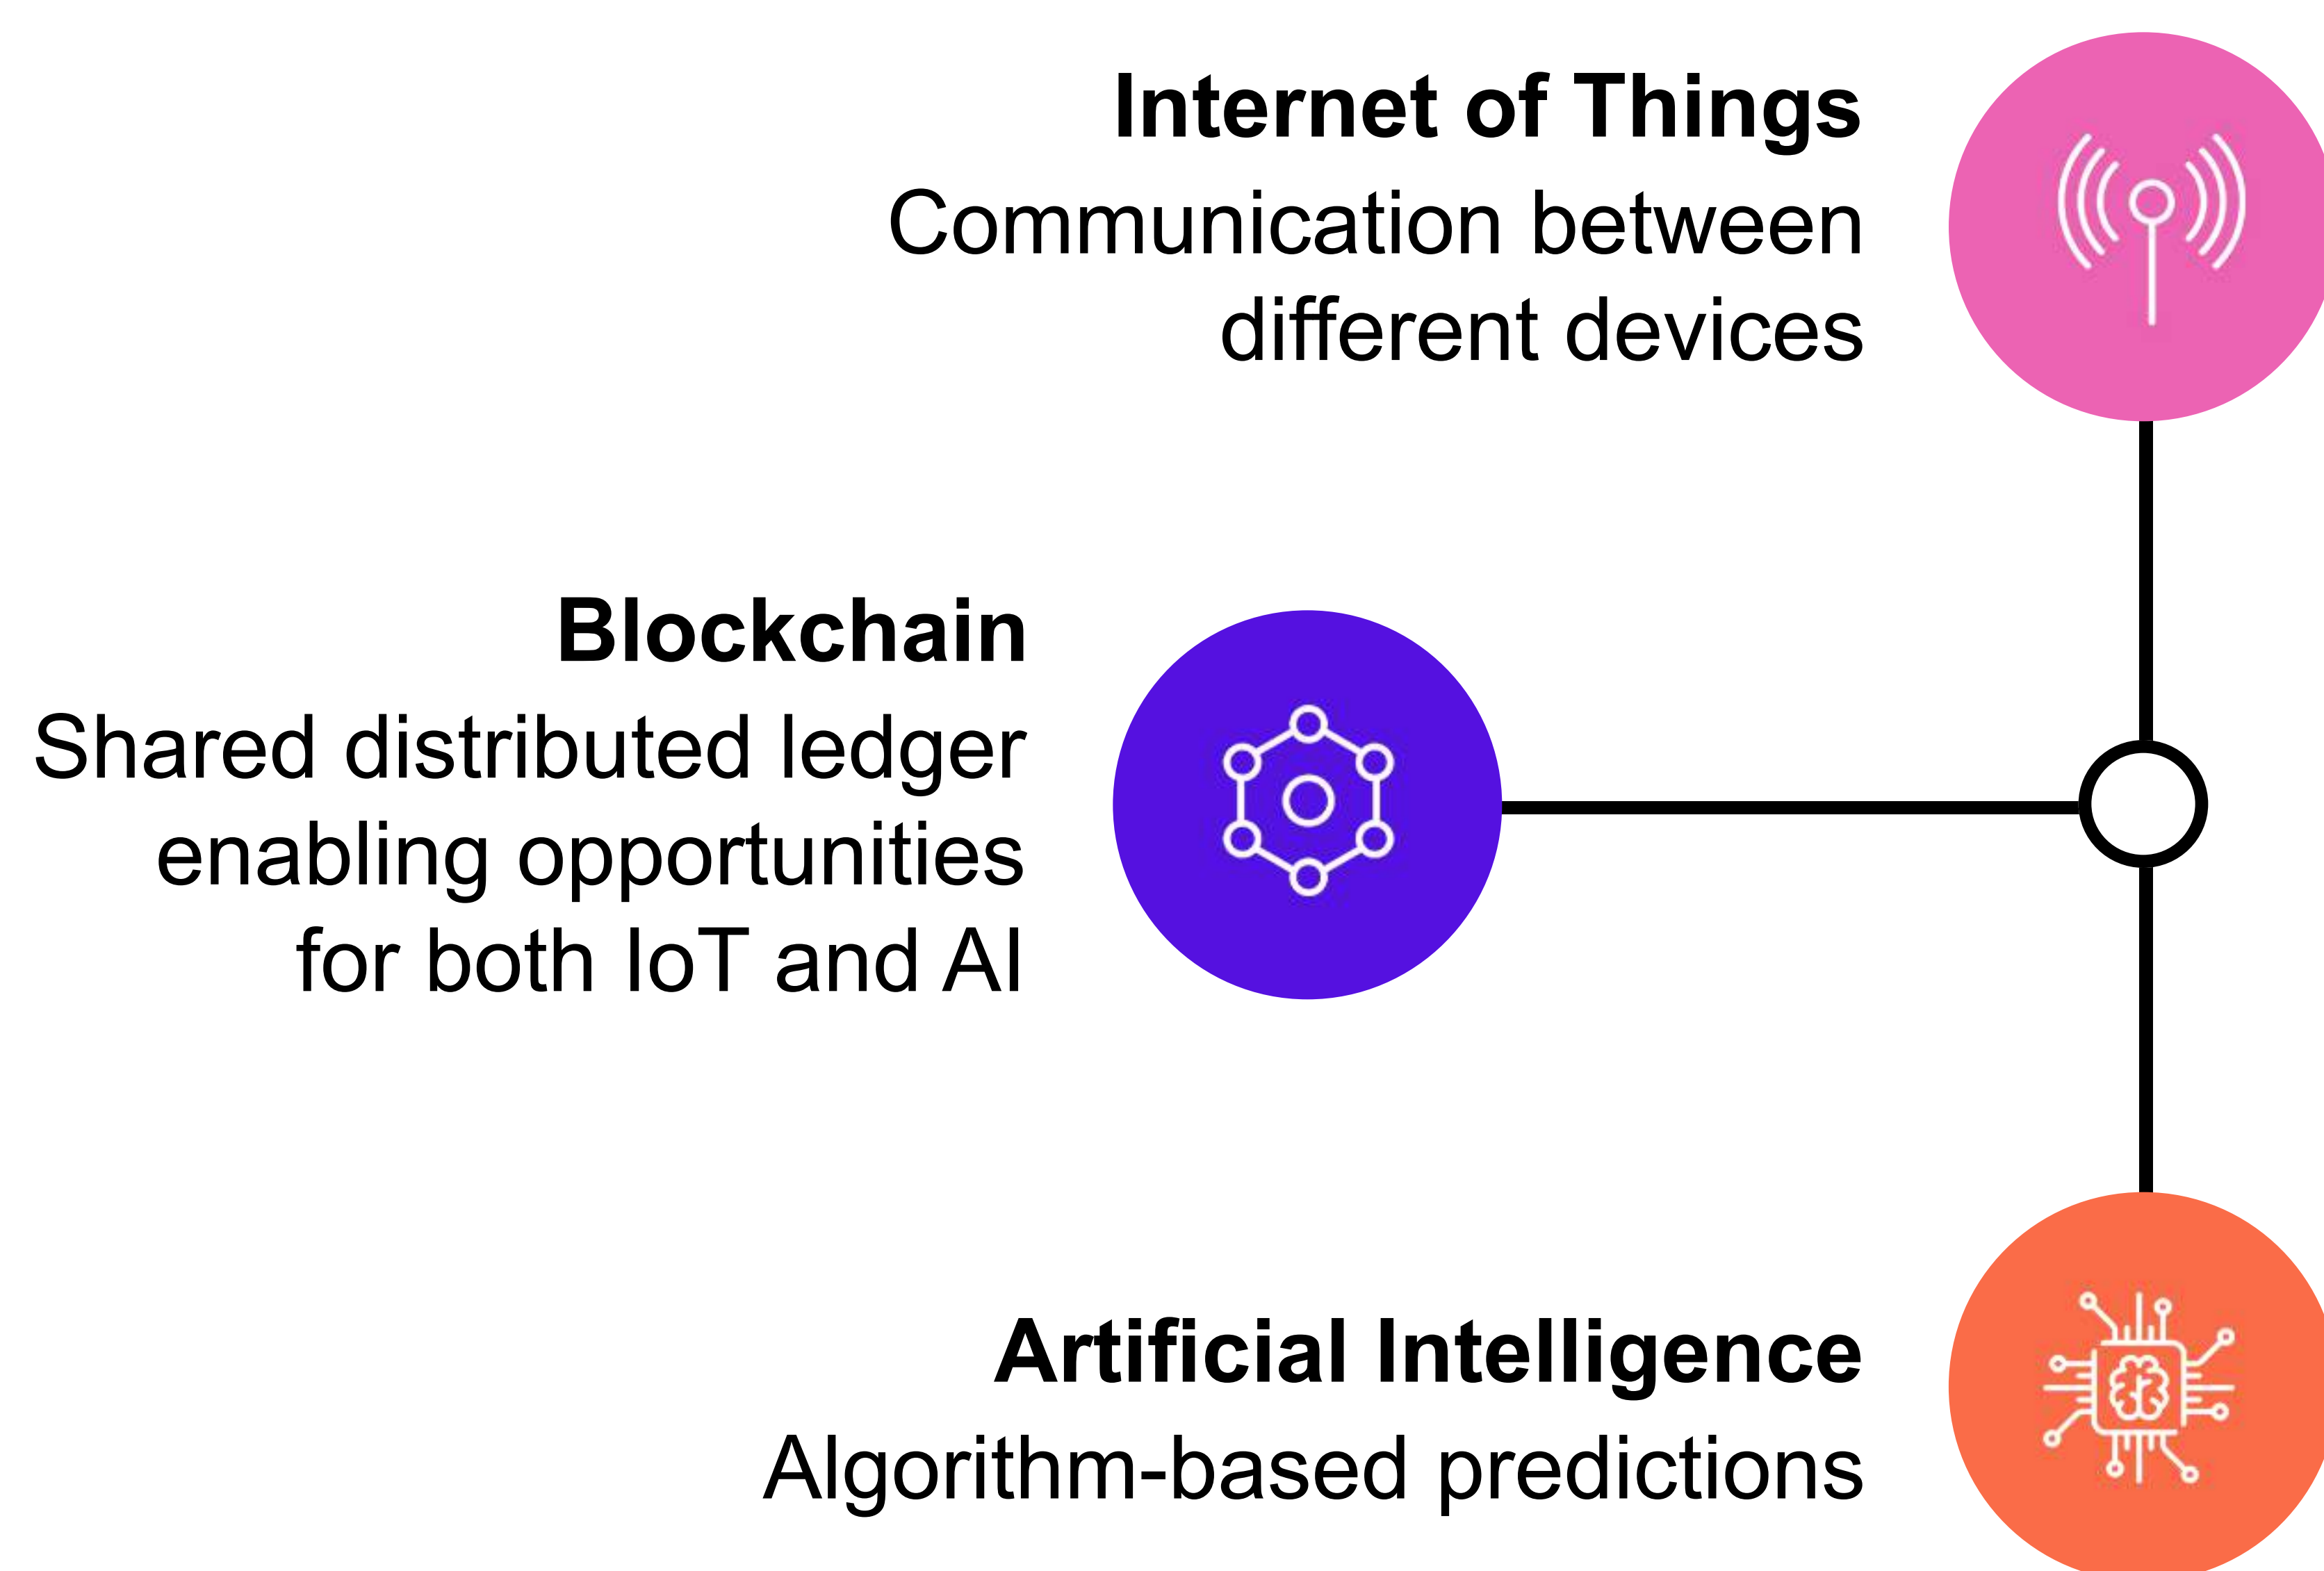 Internet of Things
Communication between
different devices
Blockchain
Shared distributed ledger
enabling opportunities
for both IoT and AI
Artificial Intelligence
Algorithm-based predictions